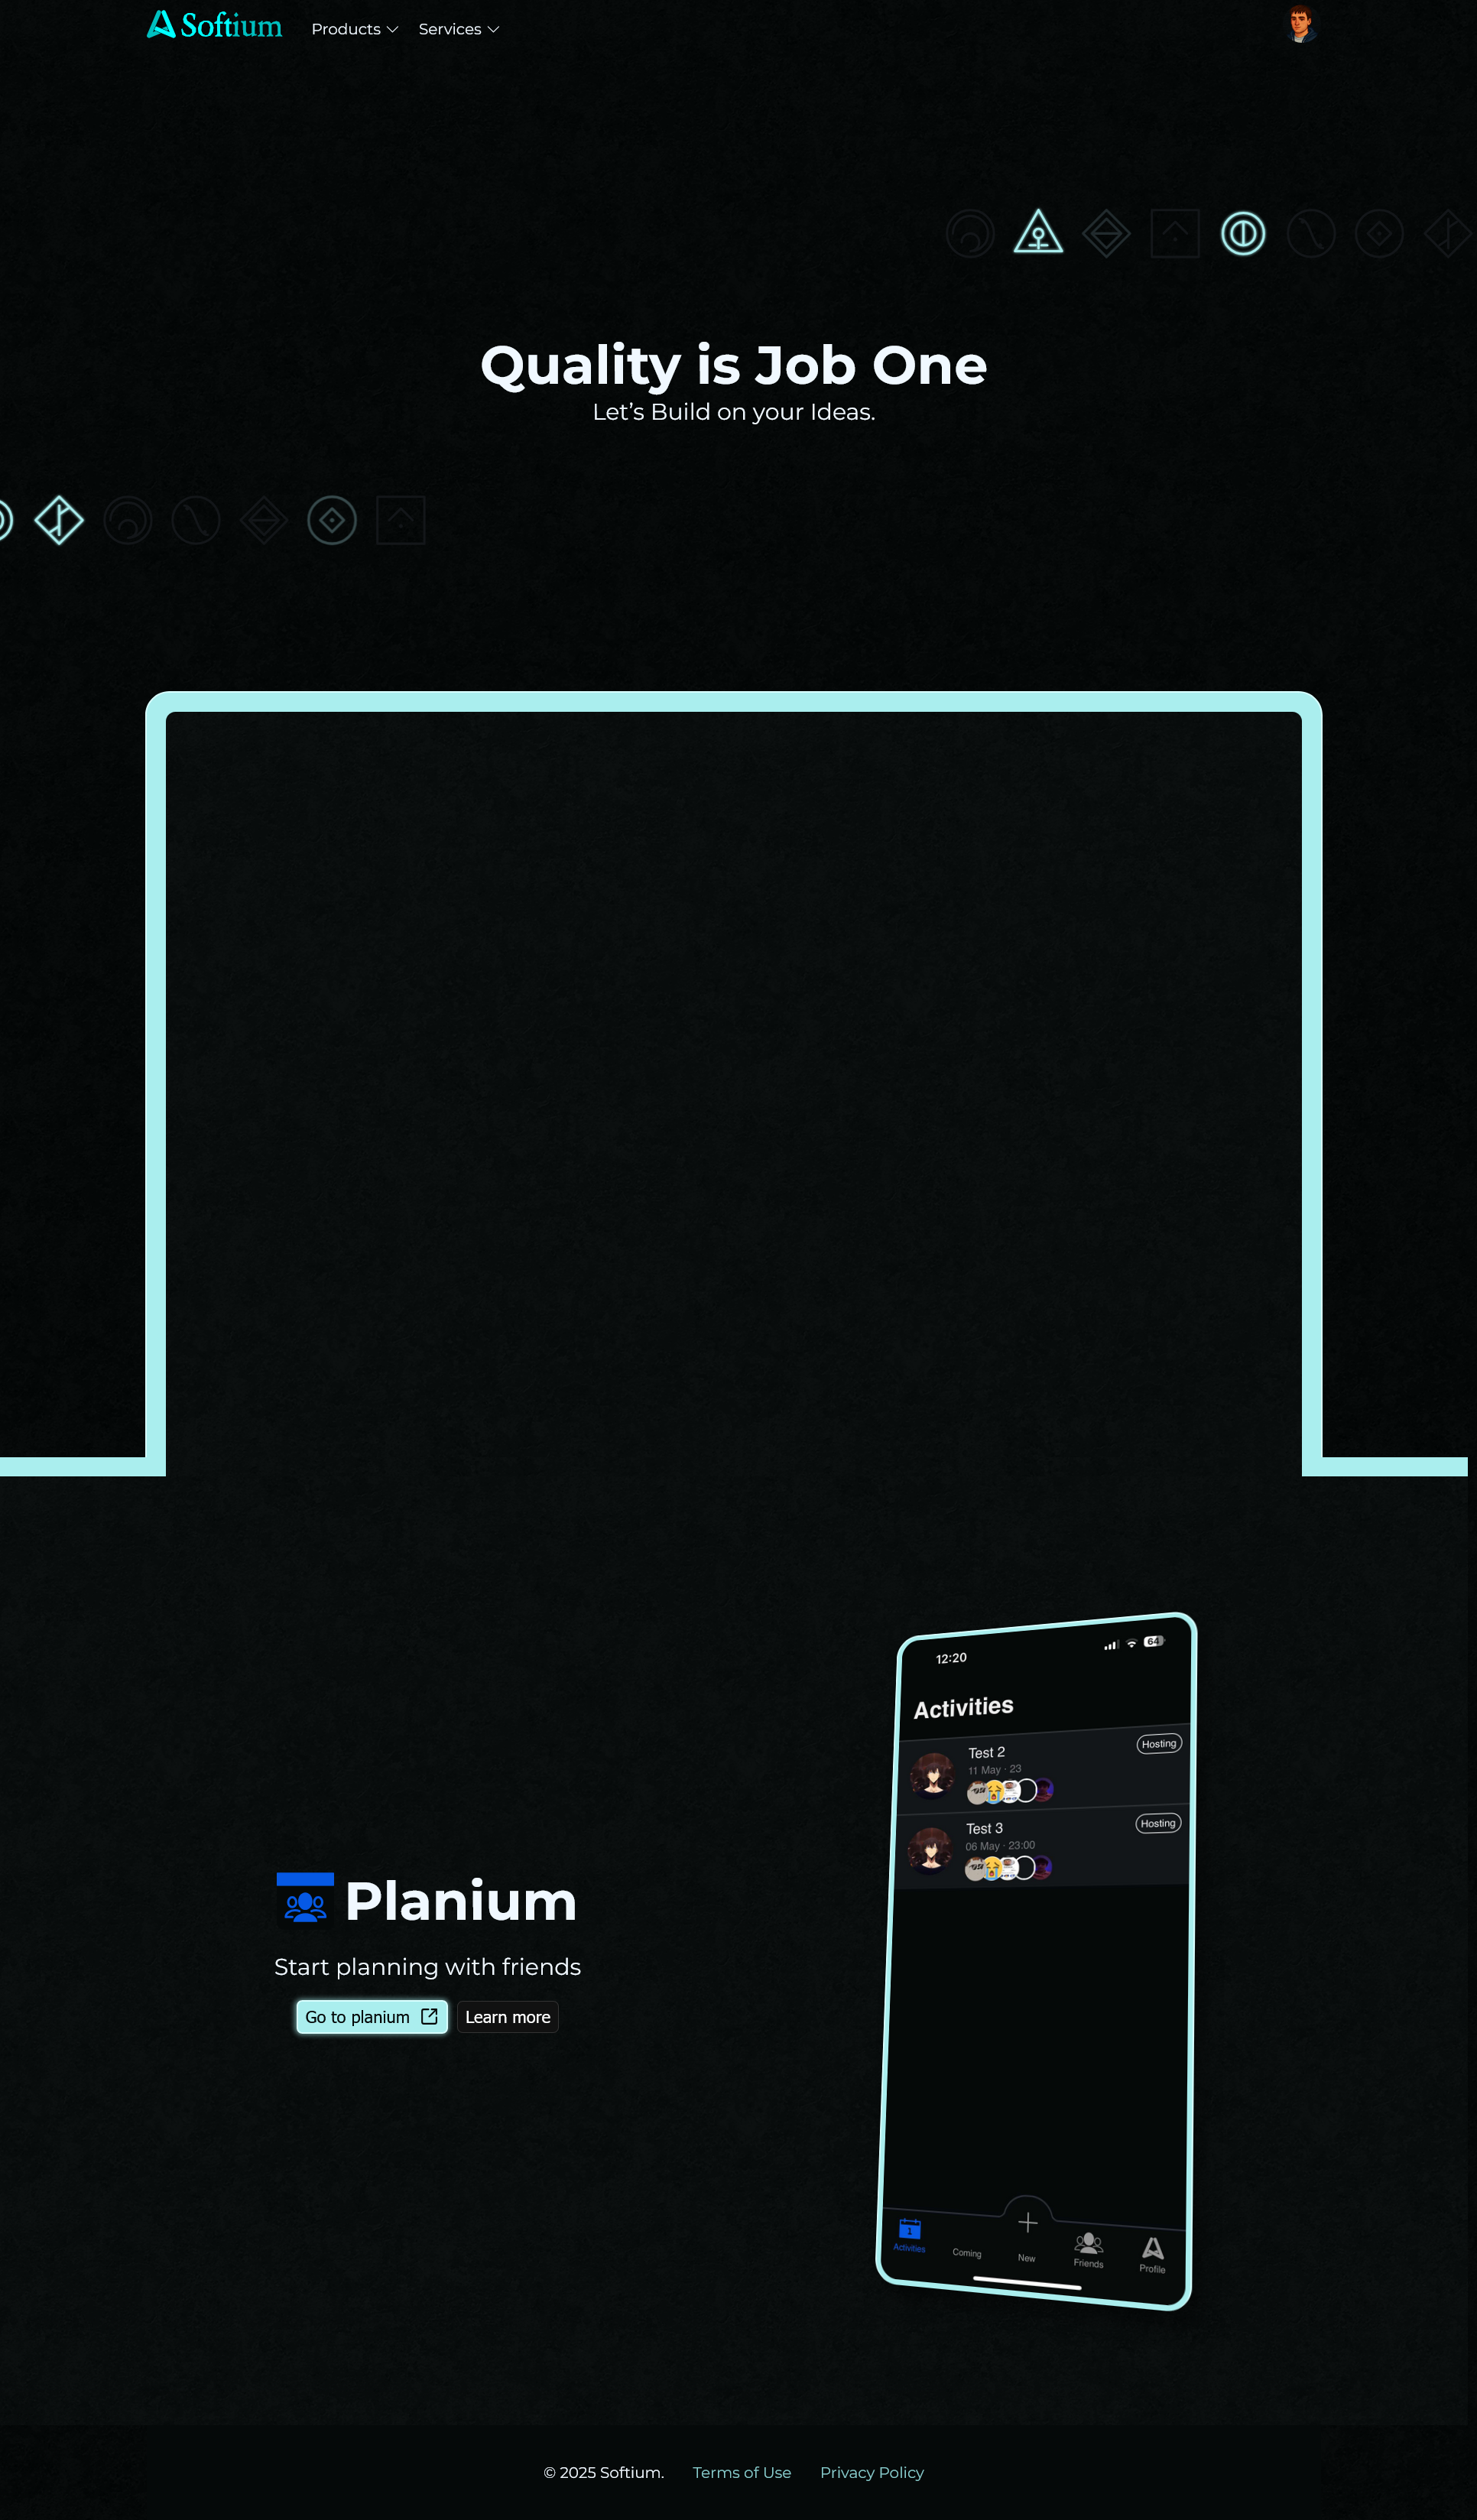 Softium
Products
Services
Quality is Job One
Let’s Build on your Ideas.
12:20
64
Activities
Test 2
Hosting
11 May · 23
Test 3
Hosting
06 May · 23:00
Planium
Start planning with friends
Go to planium
Learn more
1
Activities
Coming
New
Friends
Profile
© 2025 Softium.
Terms of Use
Privacy Policy